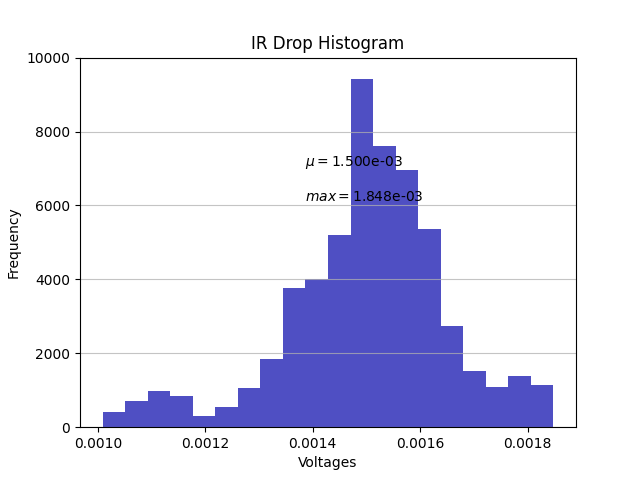 IR Drop Histogram
10000
8000
6000
4000
2000
0
Frequency
μ = 1.500e-03
max = 1.848e-03
0.0010 0.0012 0.0014 0.0016 0.0018
Voltages